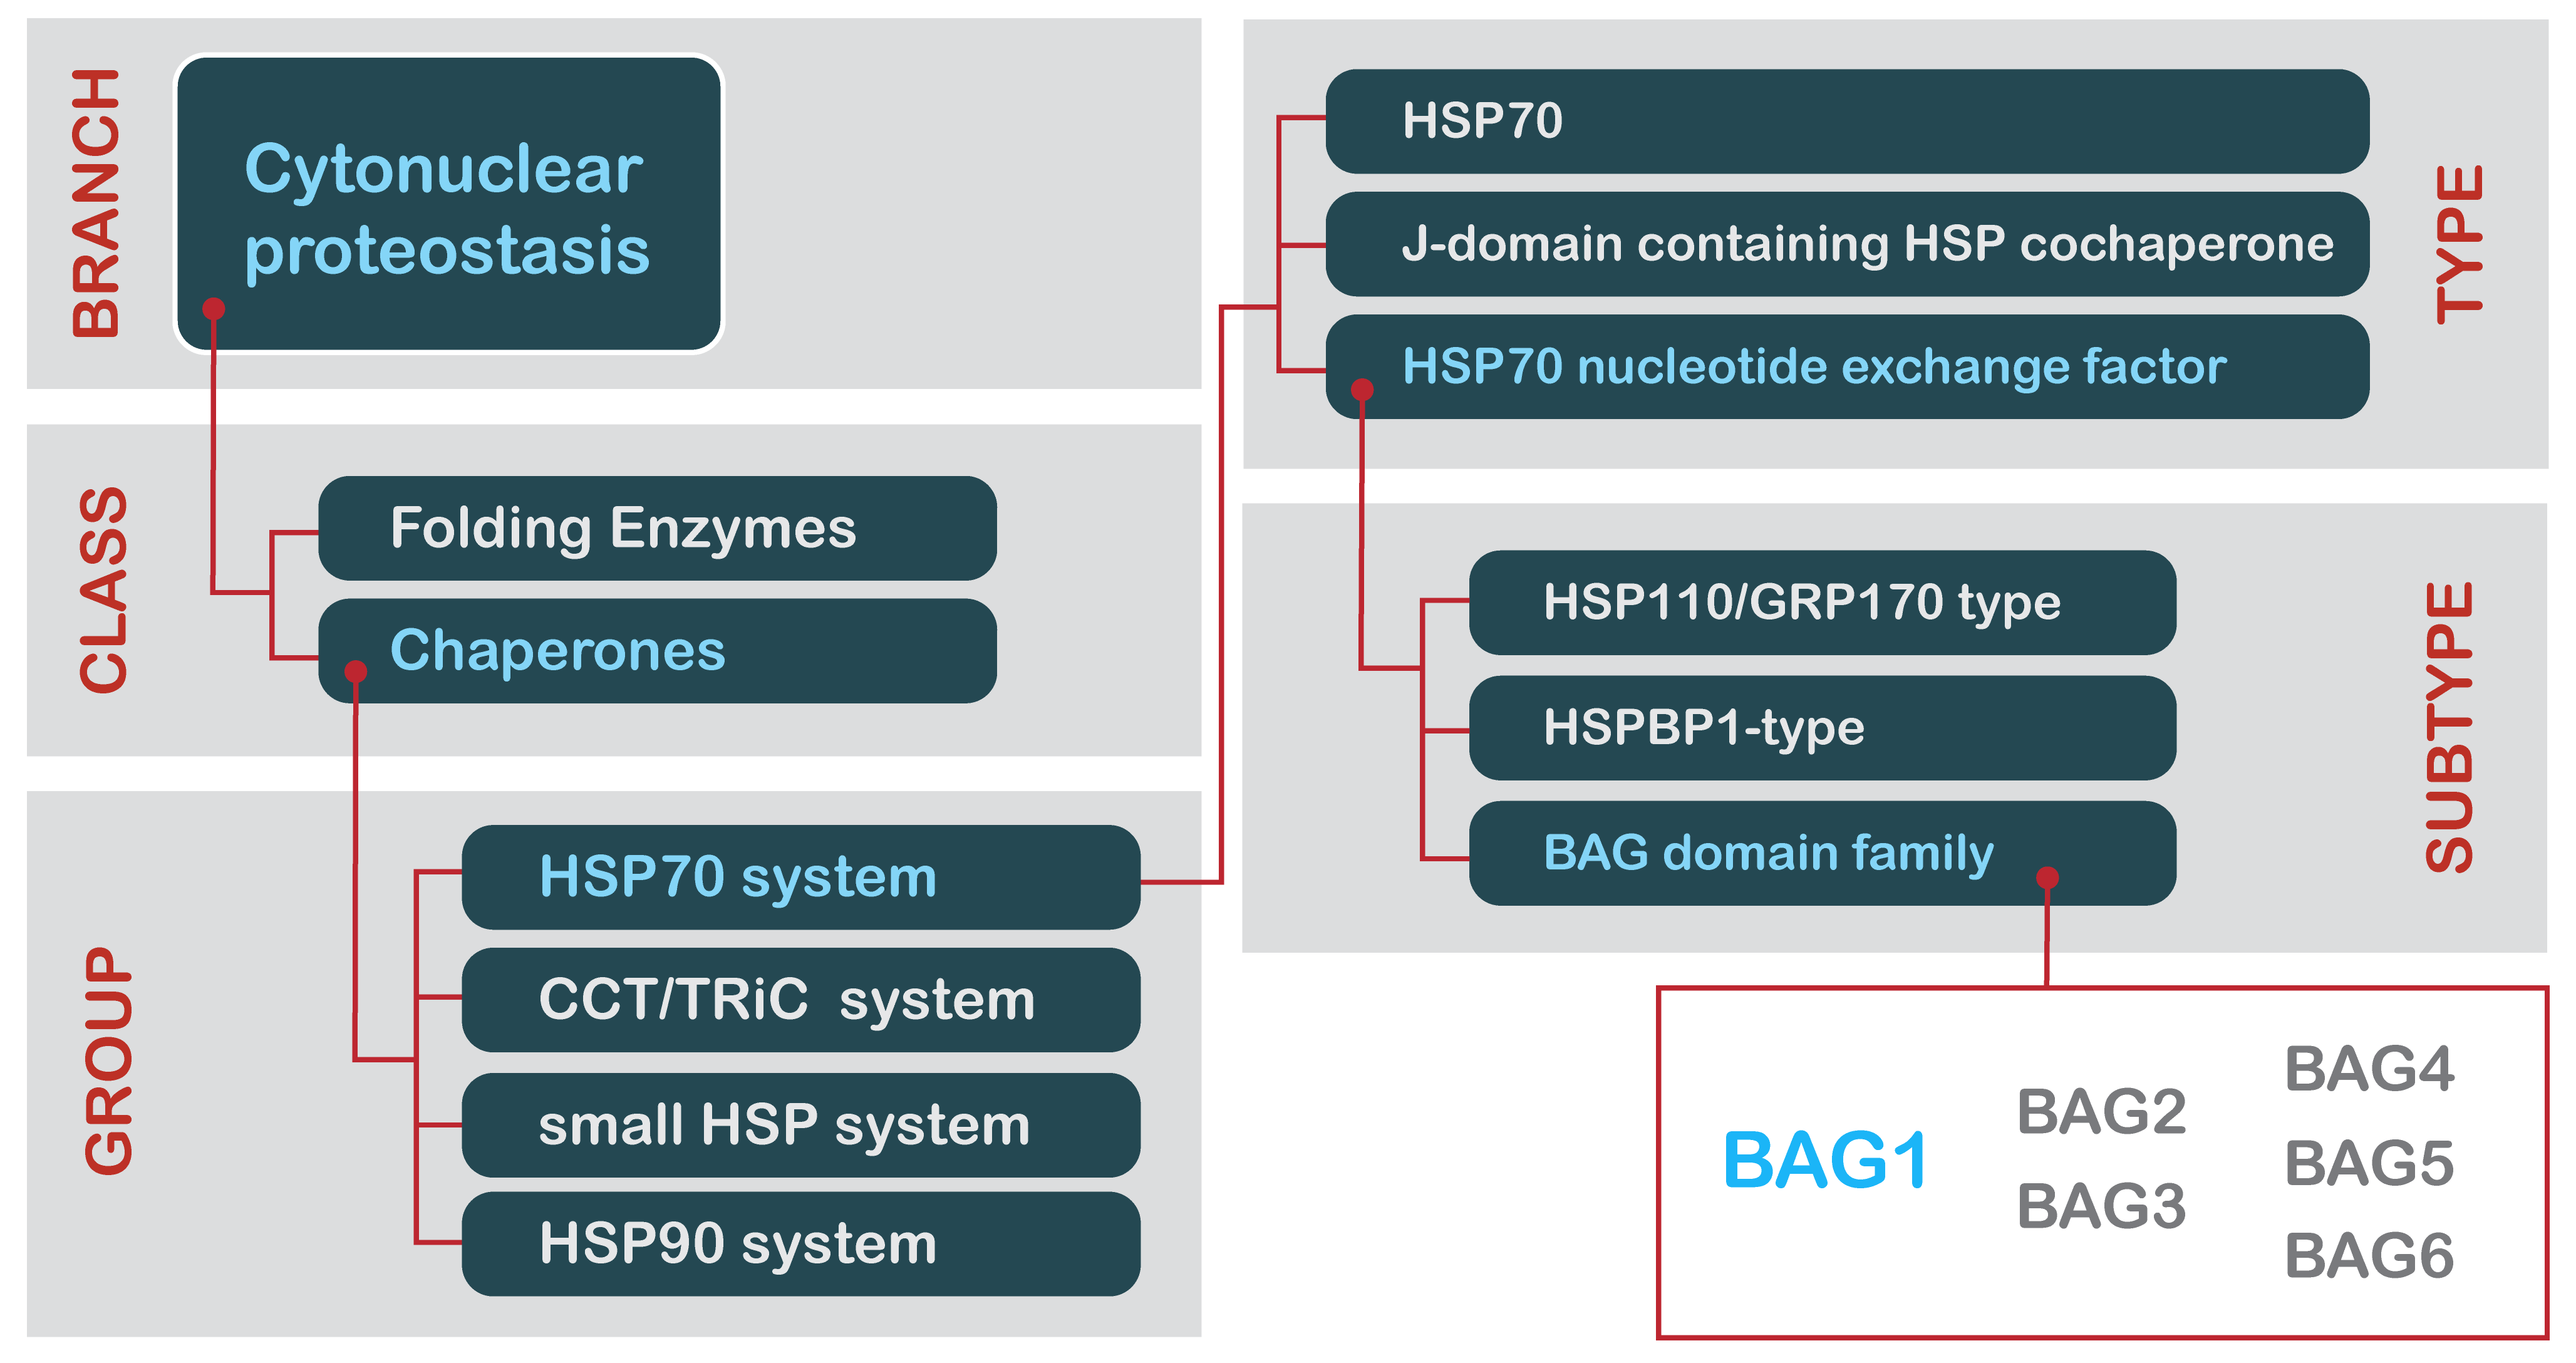 BRANCH
Cytonuclear
proteostasis
CLASS
Folding Enzymes
Chaperones
GROUP
HSP70 system
CCT/TRiC system
small HSP system
HSP90 system
TYPE
HSP70
J-domain containing HSP cochaperone
HSP70 nucleotide exchange factor
SUBTYPE
HSP110/GRP170 type
HSPBP1-type
BAG domain family
BAG1
BAG2
BAG3
BAG4
BAG5
BAG6